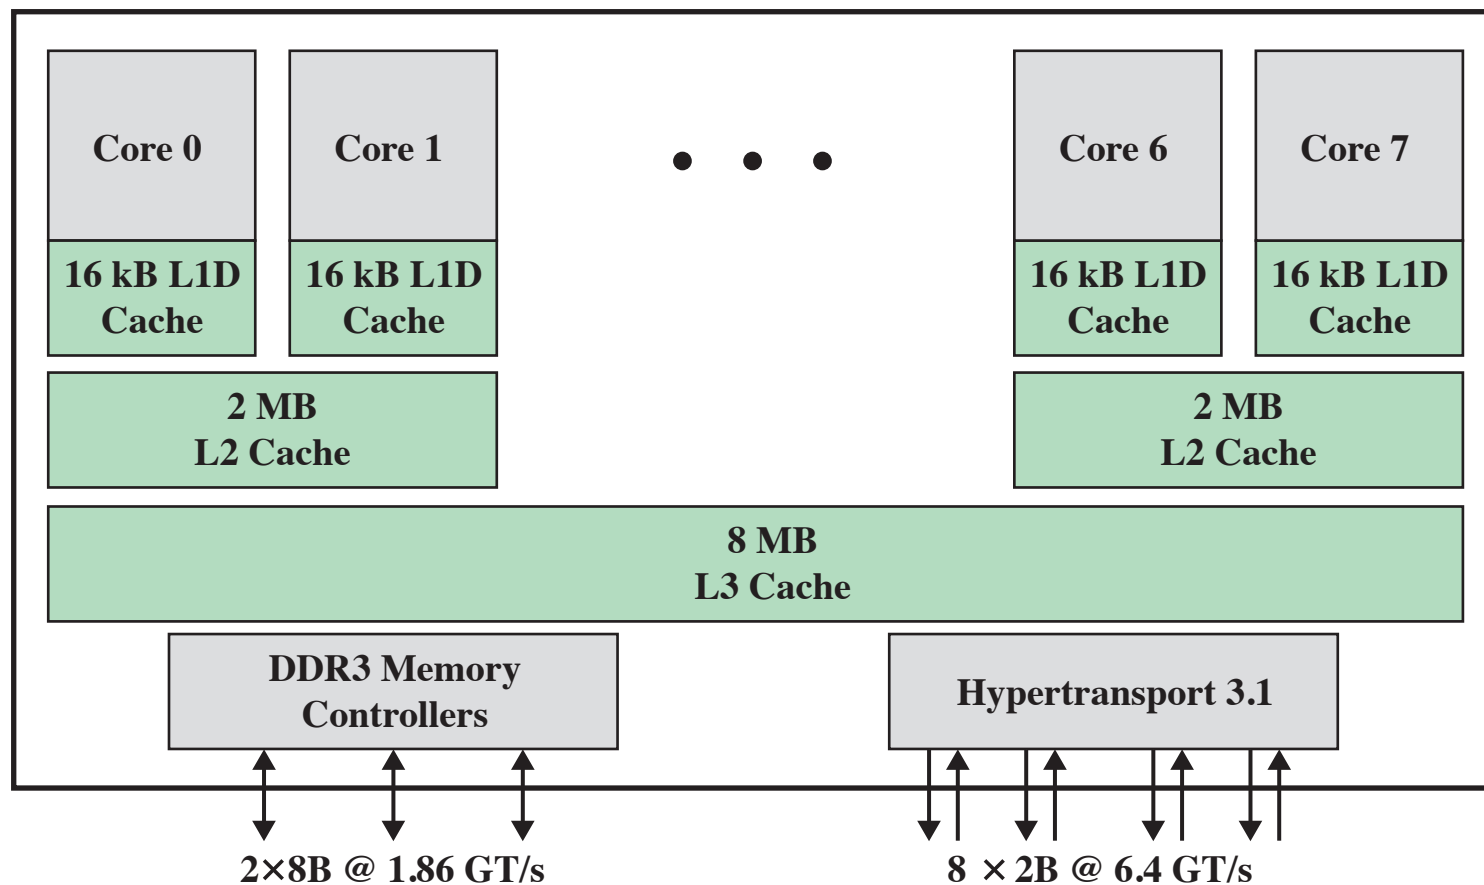 Core 0
Core 1
Core 6
Core 7
16 kB L1D
Cache
16 kB L1D
Cache
16 kB L1D
Cache
16 kB L1D
Cache
2 MB
L2 Cache
2 MB
L2 Cache
8 MB
L3 Cache
DDR3 Memory
Controllers
Hypertransport 3.1
2×8B @ 1.86 GT/s
8 × 2B @ 6.4 GT/s